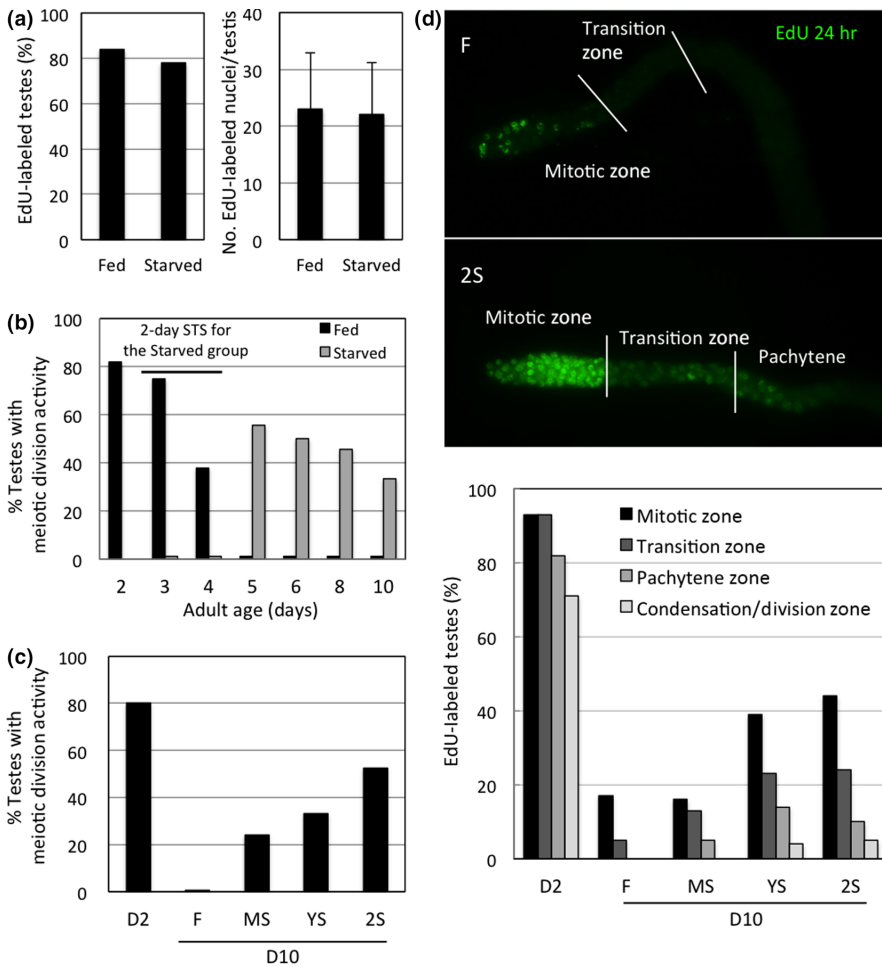 (a)
EdU-labeled testes (%)
100
80
60
40
20
0
Fed
Starved
No. EdU-labeled nuclei/testis
40
30
20
10
0
Fed
Starved
(b)
% Testes with
meiotic division activity
100
80
60
40
20
0
2-day STS for
the Starved group
Fed
Starved
2
3
4
5
6
8
10
Adult age (days)
(c)
% Testes with
meiotic division activity
100
80
60
40
20
0
D2
F
MS
YS
2S
D10
(d)
F
Transition
zone
EdU 24 hr
Mitotic zone
2S
Mitotic zone
Transition zone
Pachytene
EdU-labeled testes (%)
100
80
60
40
20
0
Mitotic zone
Transition zone
Pachytene zone
Condensation/division zone
D2
F
MS
YS
2S
D10